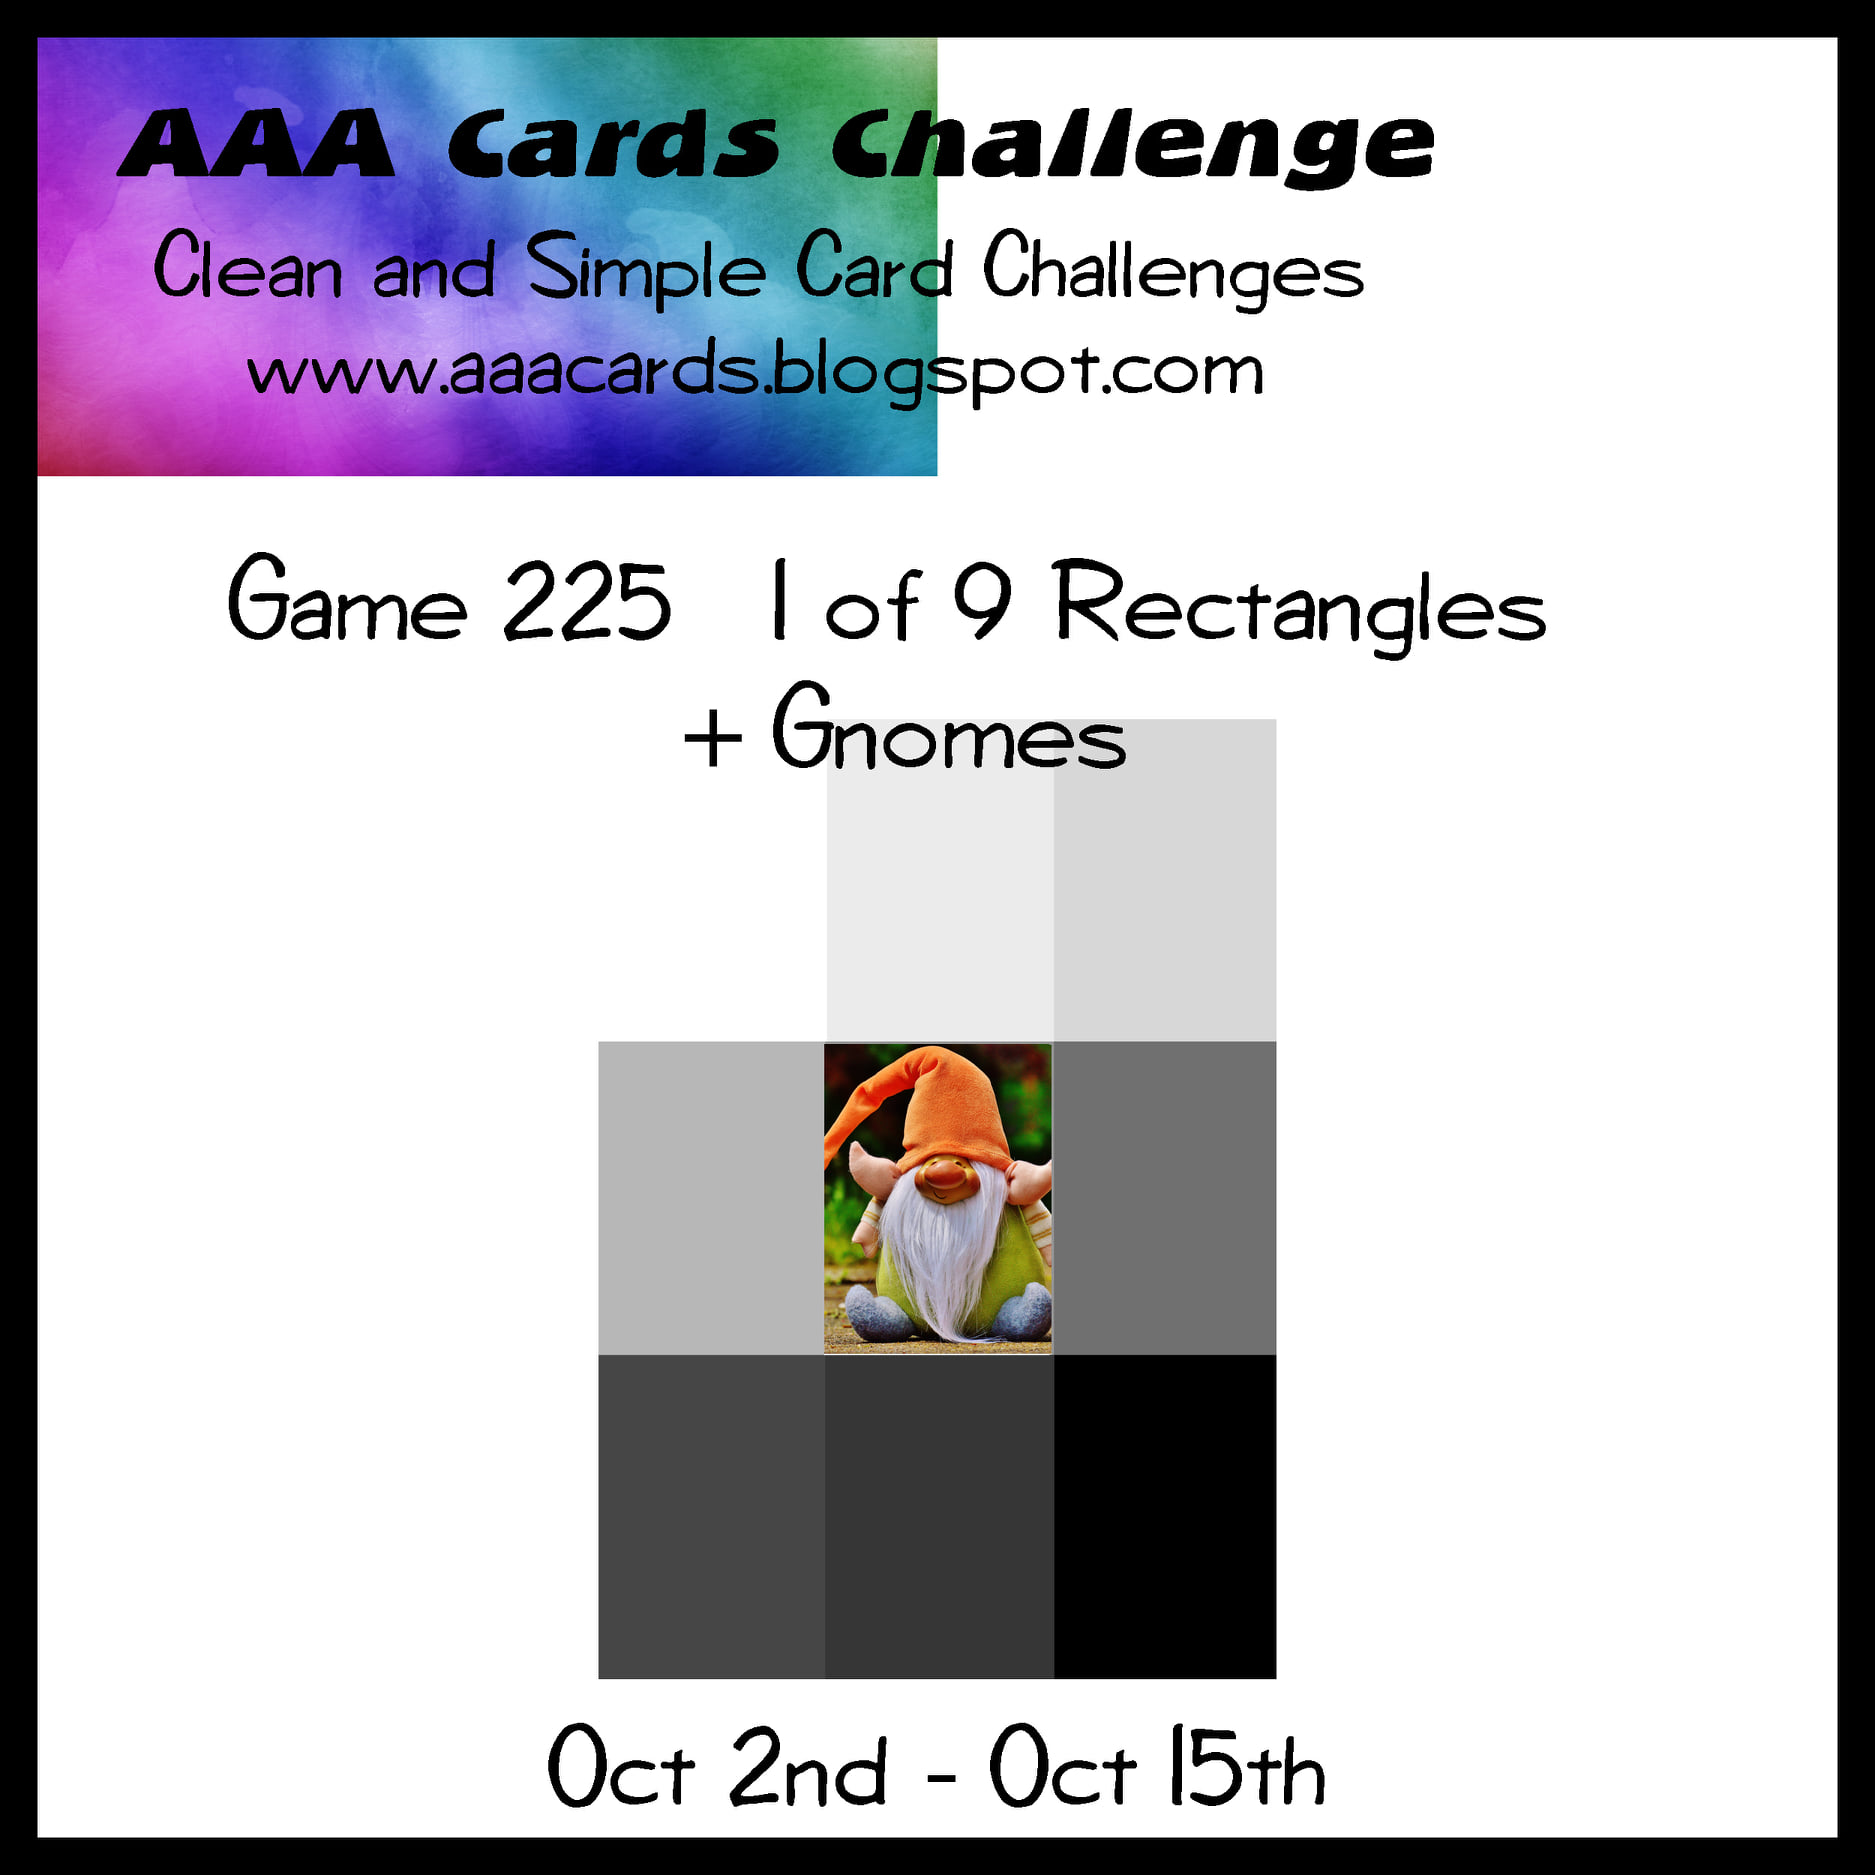 AAA Cards Challenge
Clean and Simple Card Challenges
www.aaacards.blogspot.com
Game 225 1 of 9 Rectangles
+ Gnomes
Oct 2nd - Oct 15th